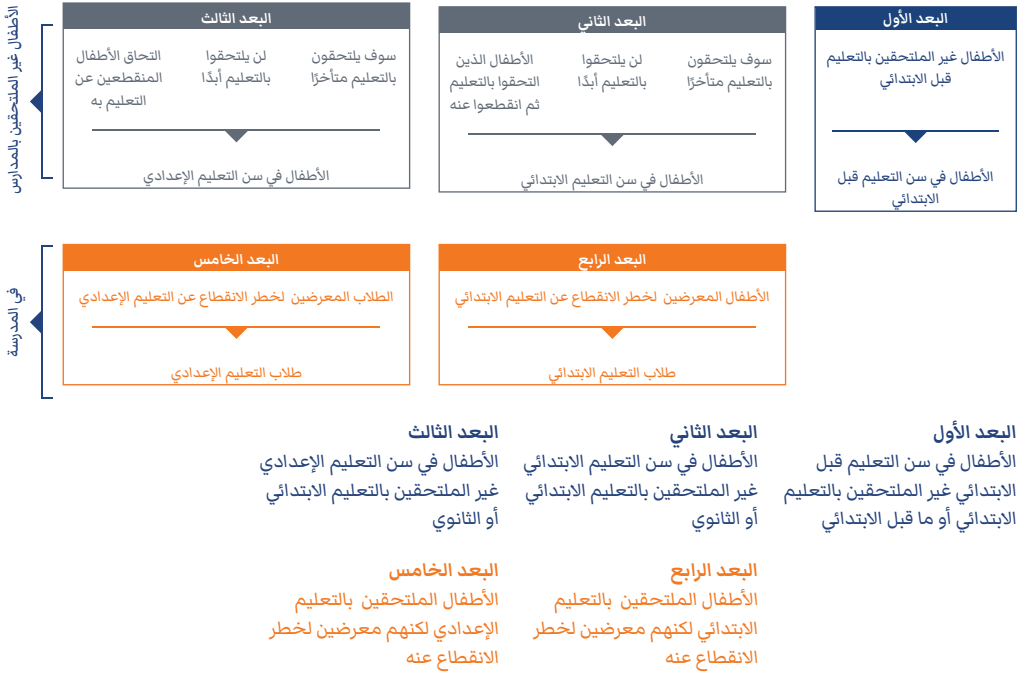 الأطفال غير الملتحقين بالمدارس
البعد الأول
الأطفال غير الملتحقين بالتعليم
قبل الابتدائي
الأطفال في سن التعليم قبل
الابتدائي
البعد الثاني
سوف يلتحقون
بالتعليم متأخرًا
لن يلتحقوا
بالتعليم أبدًا
الأطفال الذين
التحقوا بالتعليم
ثم انقطعوا عنه
الأطفال في سن التعليم الابتدائي
البعد الثالث
سوف يلتحقون
بالتعليم متأخرًا
لن يلتحقوا
بالتعليم أبدًا
التحاق الأطفال
المنقطعين عن
التعليم به
الأطفال في سن التعليم الإعدادي
في المدرسة
البعد الرابع
الأطفال المعرضين لخطر الانقطاع عن التعليم الابتدائي
طلاب التعليم الابتدائي
البعد الخامس
الطلاب المعرضين لخطر الانقطاع عن التعليم الإعدادي
طلاب التعليم الإعدادي
البعد الأول
الأطفال في سن التعليم قبل
الابتدائي غير الملتحقين بالتعليم
الابتدائي أو ما قبل الابتدائي
البعد الثاني
الأطفال في سن التعليم الابتدائي
غير الملتحقين بالتعليم الابتدائي
أو الثانوي
البعد الثالث
الأطفال في سن التعليم الإعدادي
غير الملتحقين بالتعليم الابتدائي
أو الثانوي
البعد الرابع
الأطفال الملتحقين بالتعليم
الابتدائي لكنهم معرضين لخطر
الانقطاع عنه
البعد الخامس
الأطفال الملتحقين بالتعليم
الإعدادي لكنهم معرضين لخطر
الانقطاع عنه